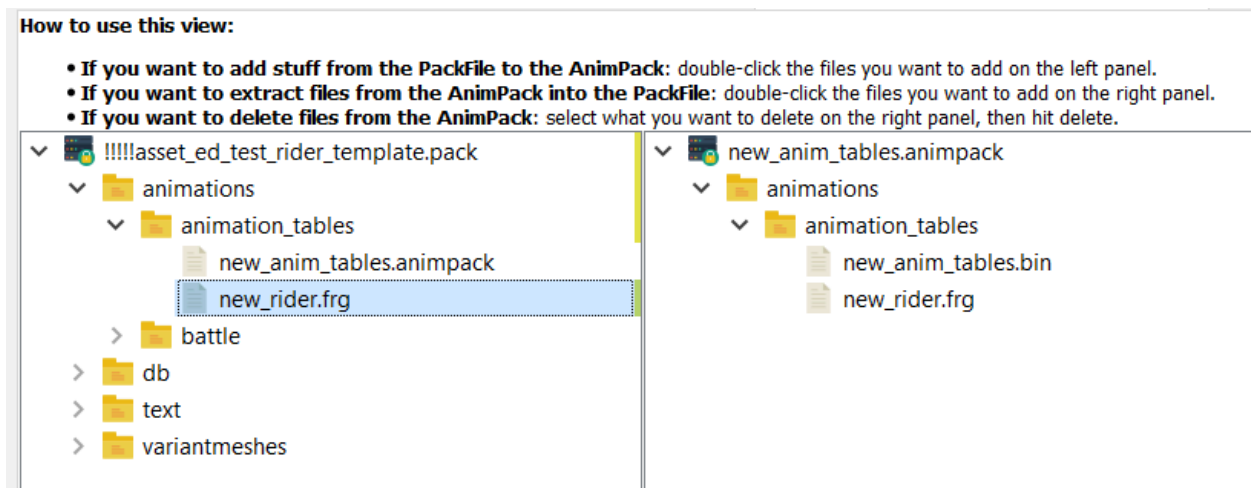 How to use this view:
• If you want to add stuff from the PackFile to the AnimPack: double-click the files you want to add on the left panel.
• If you want to extract files from the AnimPack into the PackFile: double-click the files you want to add on the right panel.
• If you want to delete files from the AnimPack: select what you want to delete on the right panel, then hit delete.
!!!!!asset_ed_test_rider_template.pack
animations
animation_tables
new_anim_tables.animpack
new_rider.frg
battle
db
text
variantmeshes
new_anim_tables.animpack
animations
animation_tables
new_anim_tables.bin
new_rider.frg